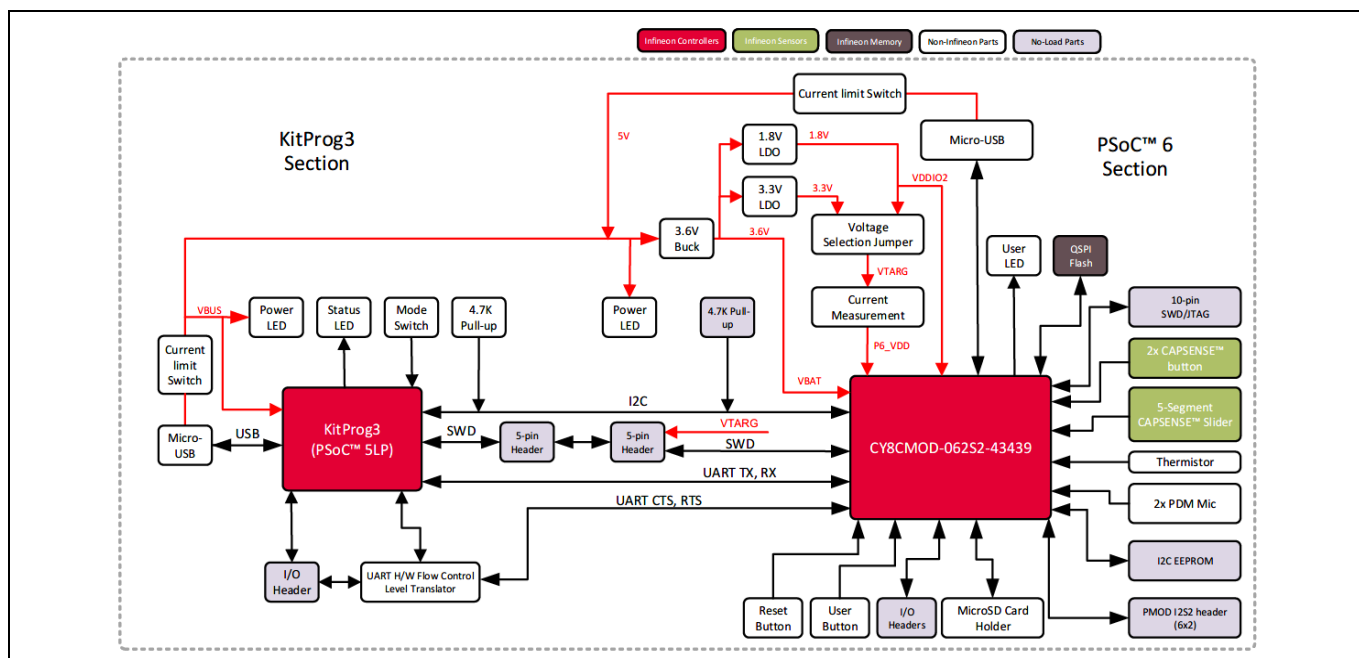 Infineon Controllers
Infineon Sensors
Infineon Memory
Non-Infineon Parts
No-Load Parts
KitProg3
Section
PSoC™ 6
Section
Current limit Switch
5V
1.8V
LDO
1.8V
Micro-USB
VDDIO2
3.3V
LDO
3.3V
3.6V
Buck
3.6V
Voltage
Selection Jumper
User
LED
QSPI
Flash
VTARG
VBUS
Power
LED
Status
LED
Mode
Switch
4.7K
Pull-up
Power
LED
4.7K Pull-
up
Current
Measurement
10-pin
SWD/JTAG
Current
limit
Switch
P6_VDD
VBAT
2x CAPSENSE™
button
5-Segment
CAPSENSE™ Slider
I2C
Micro-
USB
USB
KitProg3
(PSoC™ 5LP)
SWD
5-pin
Header
5-pin
Header
VTARG
SWD
CY8CMOD-062S2-43439
Thermistor
UART TX, RX
2x PDM Mic
UART CTS, RTS
I2C EEPROM
I/O
Header
UART H/W Flow Control
Level Translator
Reset
Button
User
Button
I/O
Headers
MicroSD Card
Holder
PMOD I2S2 header
(6x2)